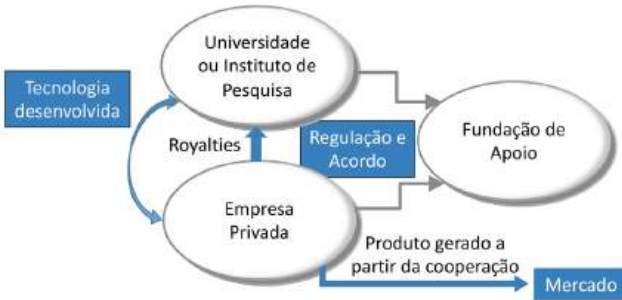 Universidade
ou Instituto de
Pesquisa
Tecnologia
desenvolvida
Royalties
Regulação e
Acordo
Fundação de
Apoio
Empresa
Privada
Produto gerado a
partir da cooperação
Mercado